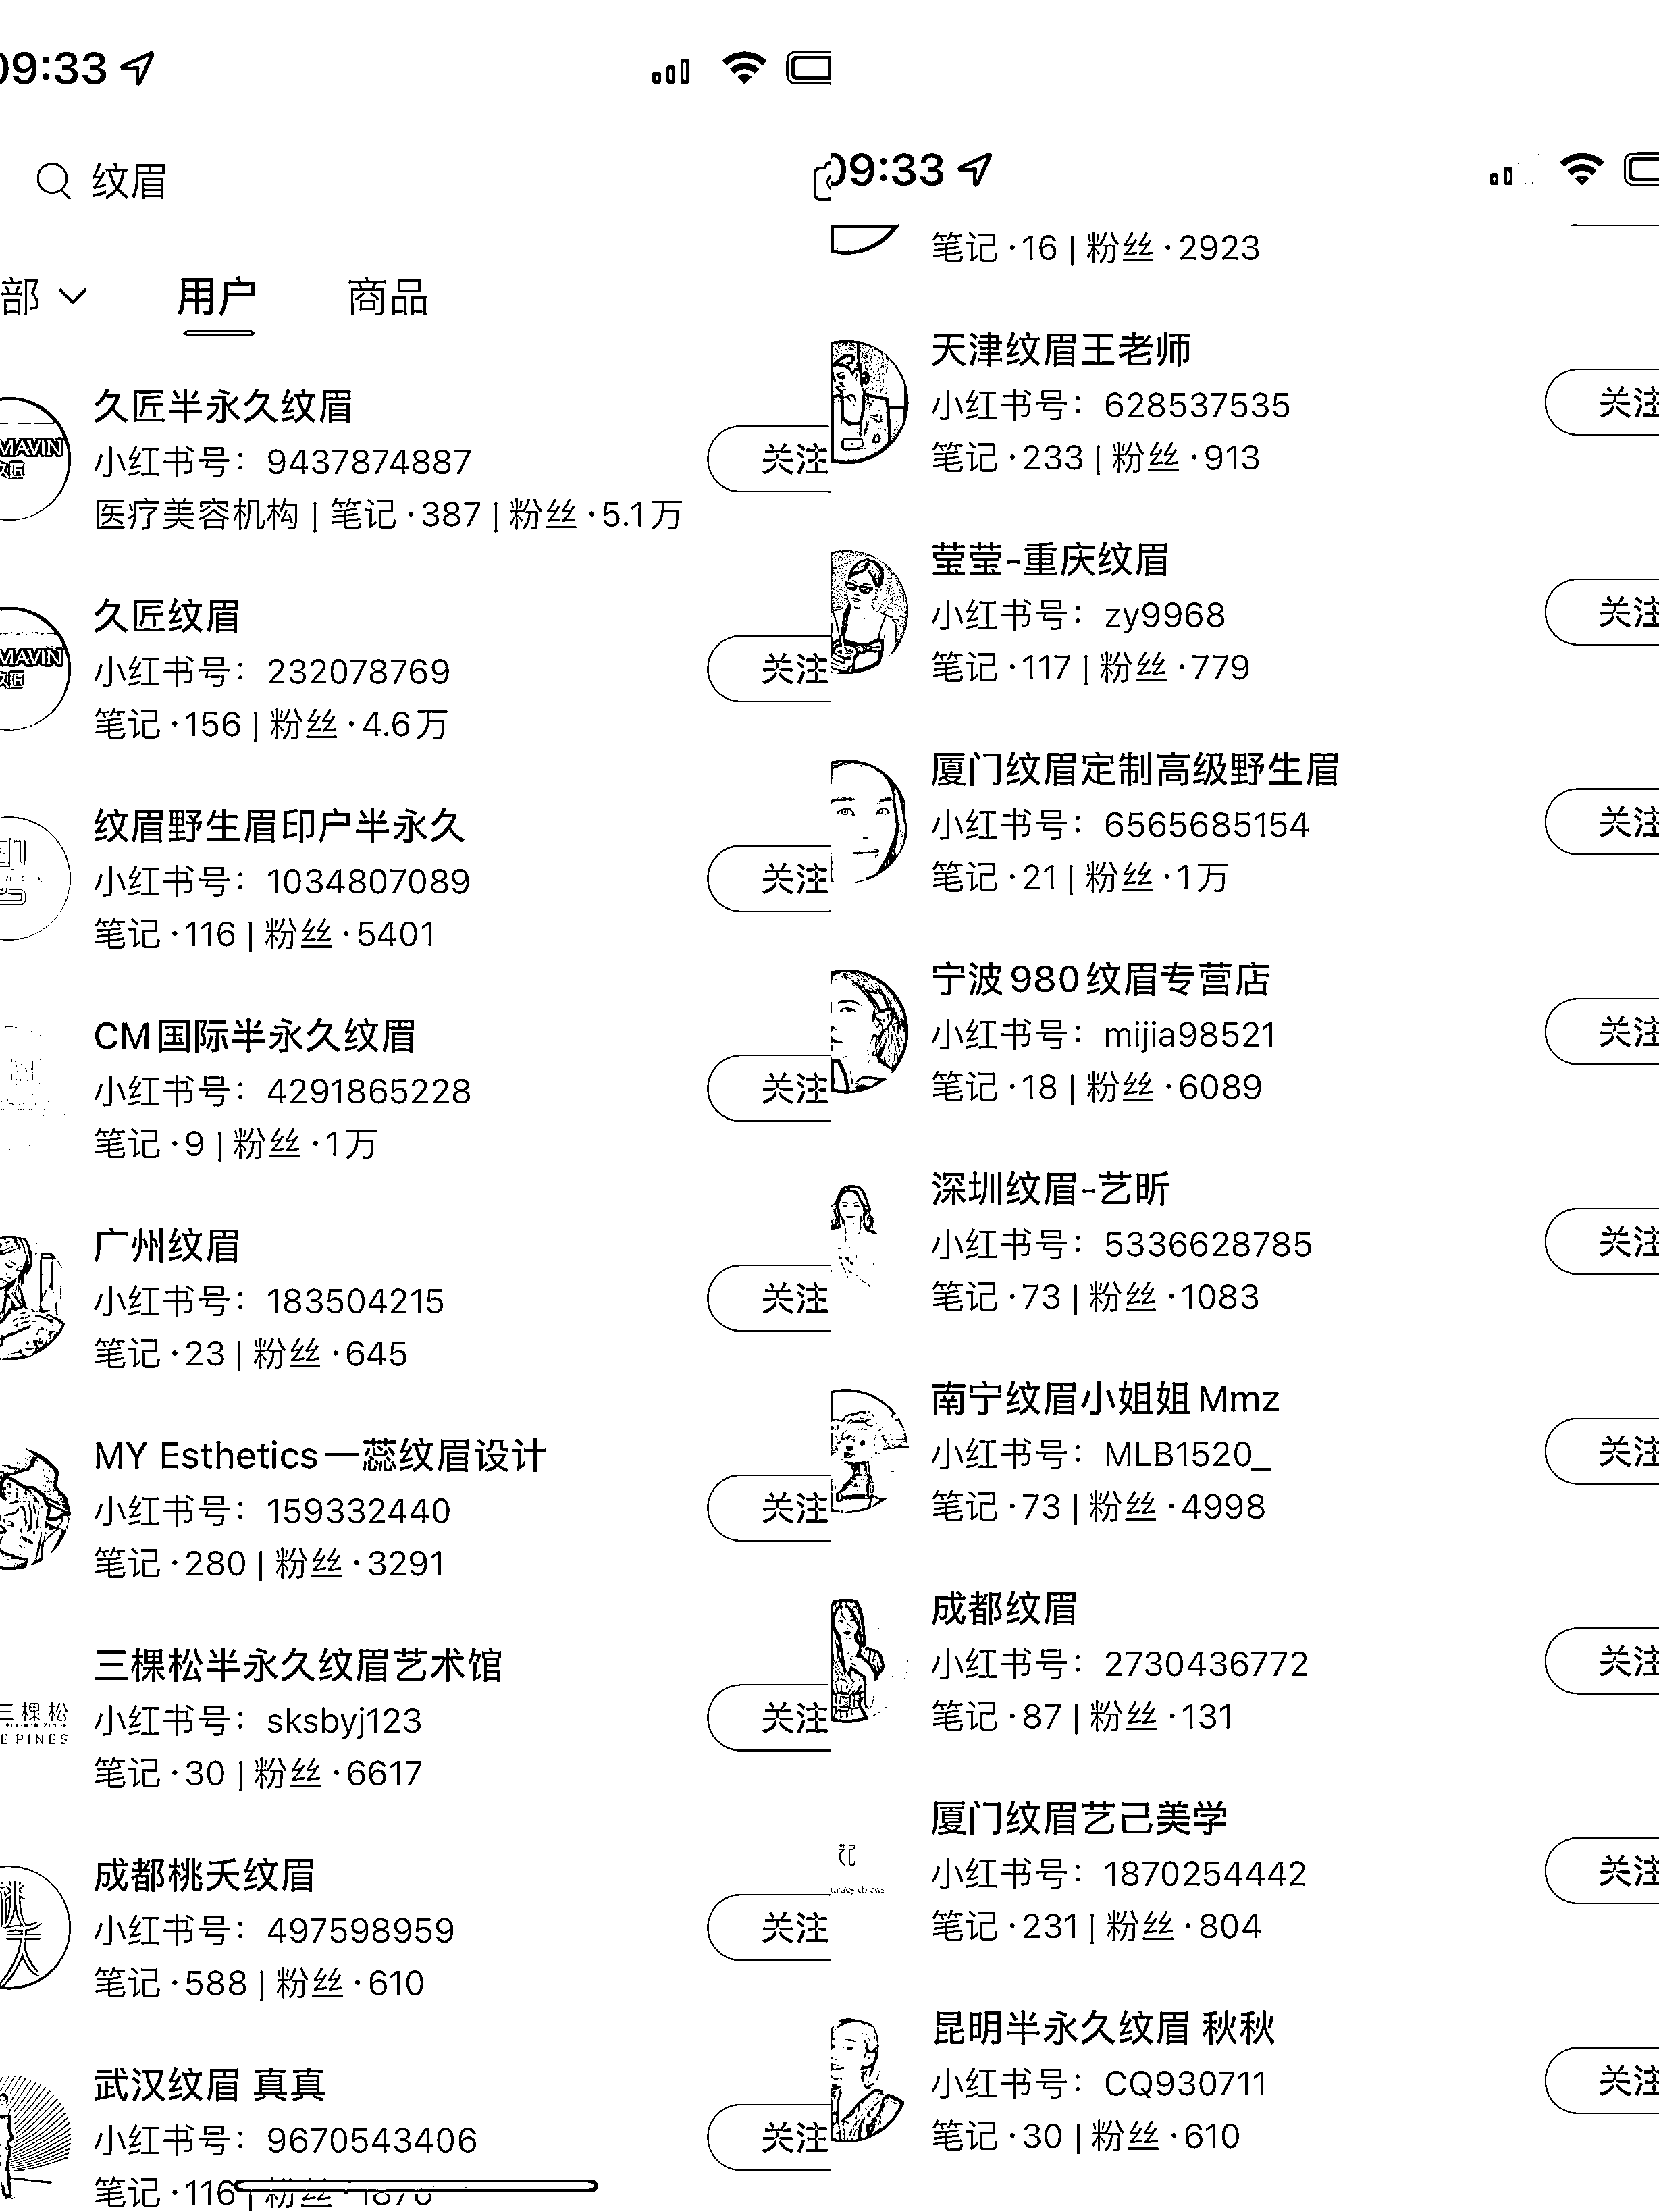 09:33
纹眉
部
用户
商品
MAVIN
久匠半永久纹眉
小红书号：9437874887
医疗美容机构 | 笔记·387 | 粉丝·5.1万
关注
MAVIN
久匠纹眉
小红书号：232078769
笔记·156 | 粉丝·4.6万
关注
纹眉野生眉印户半永久
小红书号：1034807089
笔记·116 | 粉丝·5401
关注
CM国际半永久纹眉
小红书号：4291865228
笔记·9 | 粉丝·1万
关注
广州纹眉
小红书号：183504215
笔记·23 | 粉丝·645
关注
MY Esthetics一蕊纹眉设计
小红书号：159332440
笔记·280 | 粉丝·3291
关注
三棵松
E PINES
三棵松半永久纹眉艺术馆
小红书号：sksbyj123
笔记·30 | 粉丝·6617
关注
成都桃夭纹眉
小红书号：497598959
笔记·588 | 粉丝·610
关注
武汉纹眉 真真
小红书号：9670543406
笔记·116 | 粉丝
关注
09:33
笔记·16 | 粉丝·2923
天津纹眉王老师
小红书号：628537535
笔记·233 | 粉丝·913
关注
莹莹-重庆纹眉
小红书号：zy9968
笔记·117 | 粉丝·779
关注
厦门纹眉定制高级野生眉
小红书号：6565685154
笔记·21 | 粉丝·1万
关注
宁波980纹眉专营店
小红书号：mijia98521
笔记·18 | 粉丝·6089
关注
深圳纹眉-艺昕
小红书号：5336628785
笔记·73 | 粉丝·1083
关注
南宁纹眉小姐姐Mmz
小红书号：MLB1520_
笔记·73 | 粉丝·4998
关注
成都纹眉
小红书号：2730436772
笔记·87 | 粉丝·131
关注
厦门纹眉艺己美学
小红书号：1870254442
笔记·231 | 粉丝·804
关注
昆明半永久纹眉 秋秋
小红书号：CQ930711
笔记·30 | 粉丝·610
关注